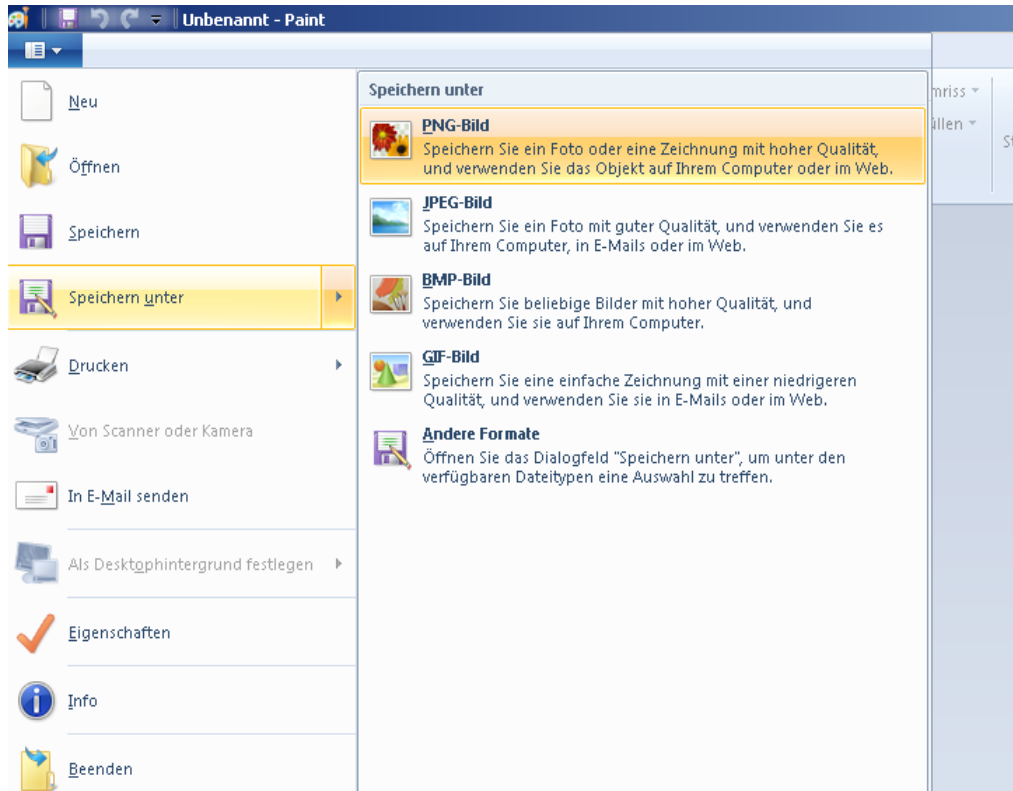 Unbenannt - Paint
Neu
Öffnen
Speichern
Speichern unter
Drucken
Von Scanner oder Kamera
In E-Mail senden
Als Desktophintergrund festlegen
Eigenschaften
Info
Beenden
Speichern unter
PNG-Bild
Speichern Sie ein Foto oder eine Zeichnung mit hoher Qualität,
und verwenden Sie das Objekt auf Ihrem Computer oder im Web.
JPEG-Bild
Speichern Sie ein Foto mit guter Qualität, und verwenden Sie es
auf Ihrem Computer, in E-Mails oder im Web.
BMP-Bild
Speichern Sie beliebige Bilder mit hoher Qualität, und
verwenden Sie sie auf Ihrem Computer.
GIF-Bild
Speichern Sie eine einfache Zeichnung mit einer niedrigeren
Qualität, und verwenden Sie sie in E-Mails oder im Web.
Andere Formate
Öffnen Sie das Dialogfeld "Speichern unter", um unter den
verfügbaren Dateitypen eine Auswahl zu treffen.
mriss
üllen
St